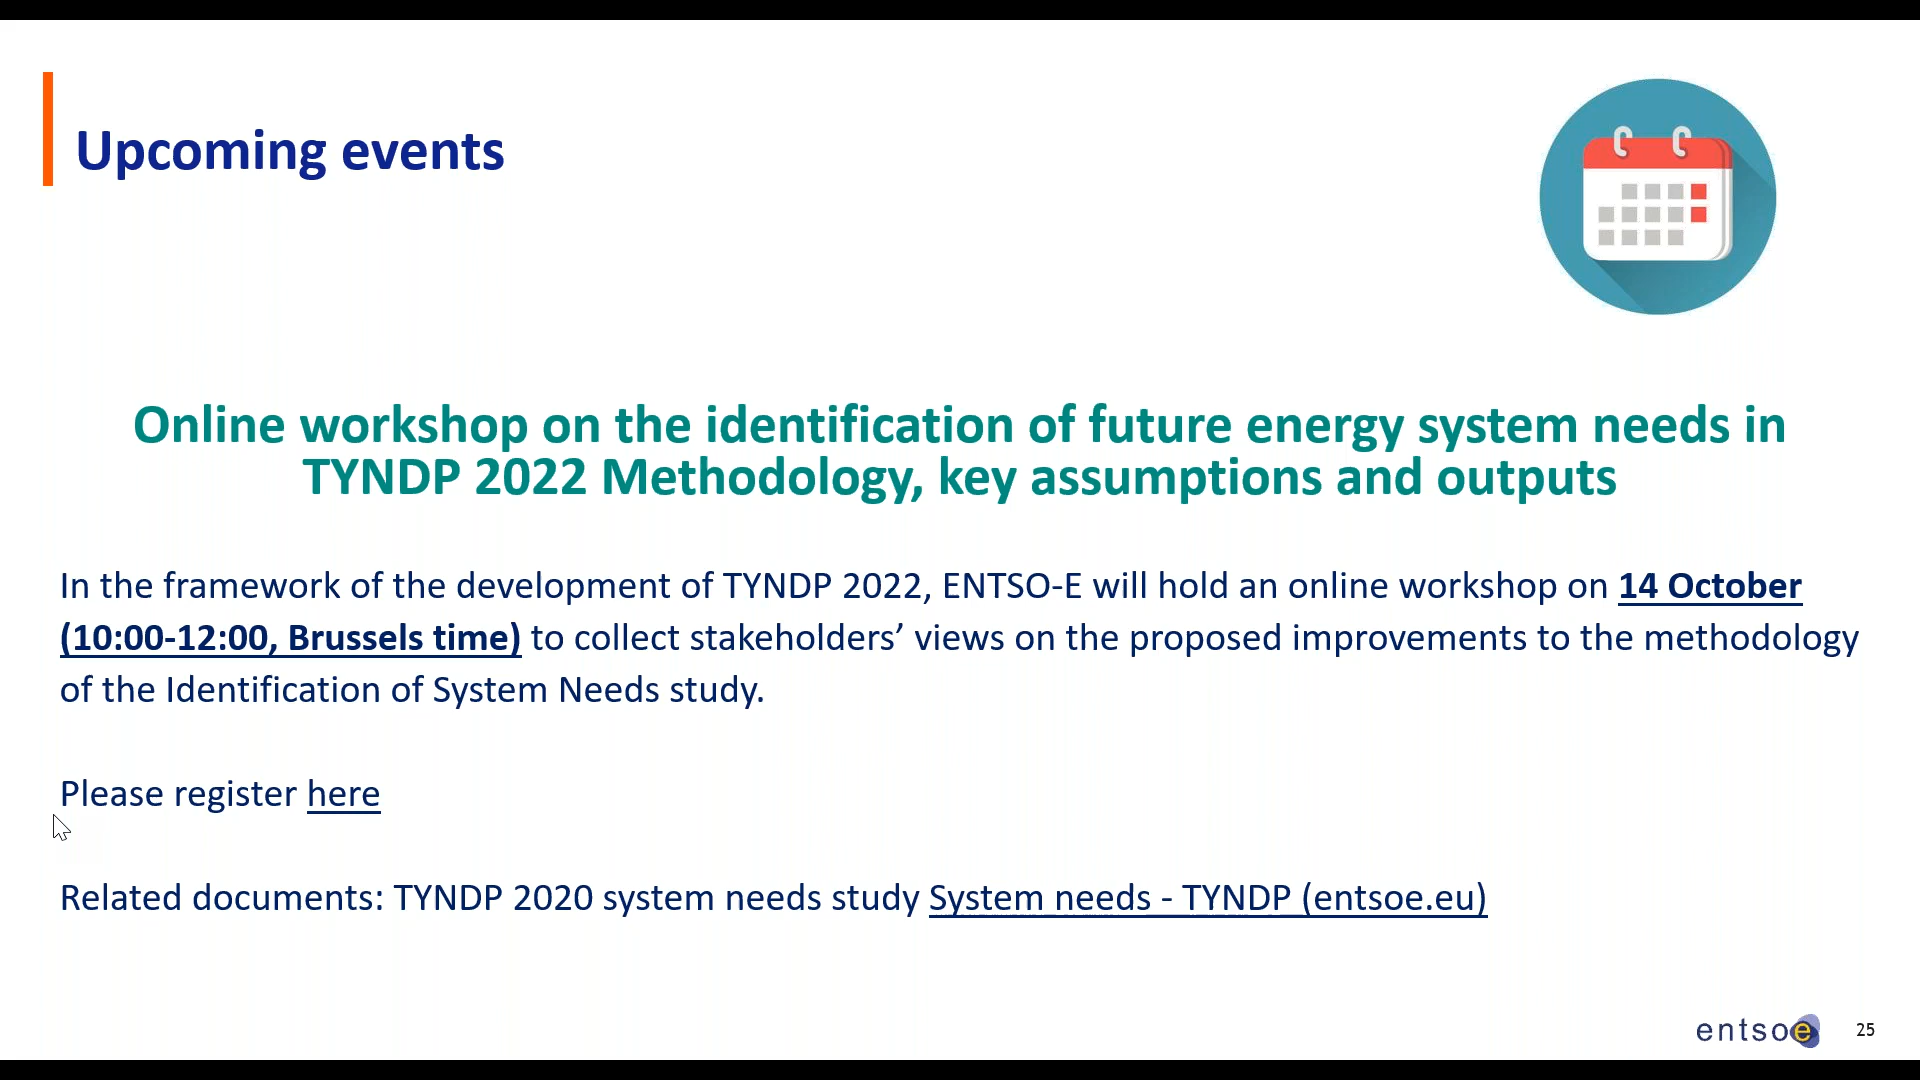 Upcoming events
Online workshop on the identification of future energy system needs in
TYNDP 2022 Methodology, key assumptions and outputs
In the framework of the development of TYNDP 2022, ENTSO-E will hold an online workshop on 14 October
(10:00-12:00, Brussels time) to collect stakeholders’ views on the proposed improvements to the methodology
of the Identification of System Needs study.
Please register here
Related documents: TYNDP 2020 system needs study System needs - TYNDP (entsoe.eu)
entsoe 25